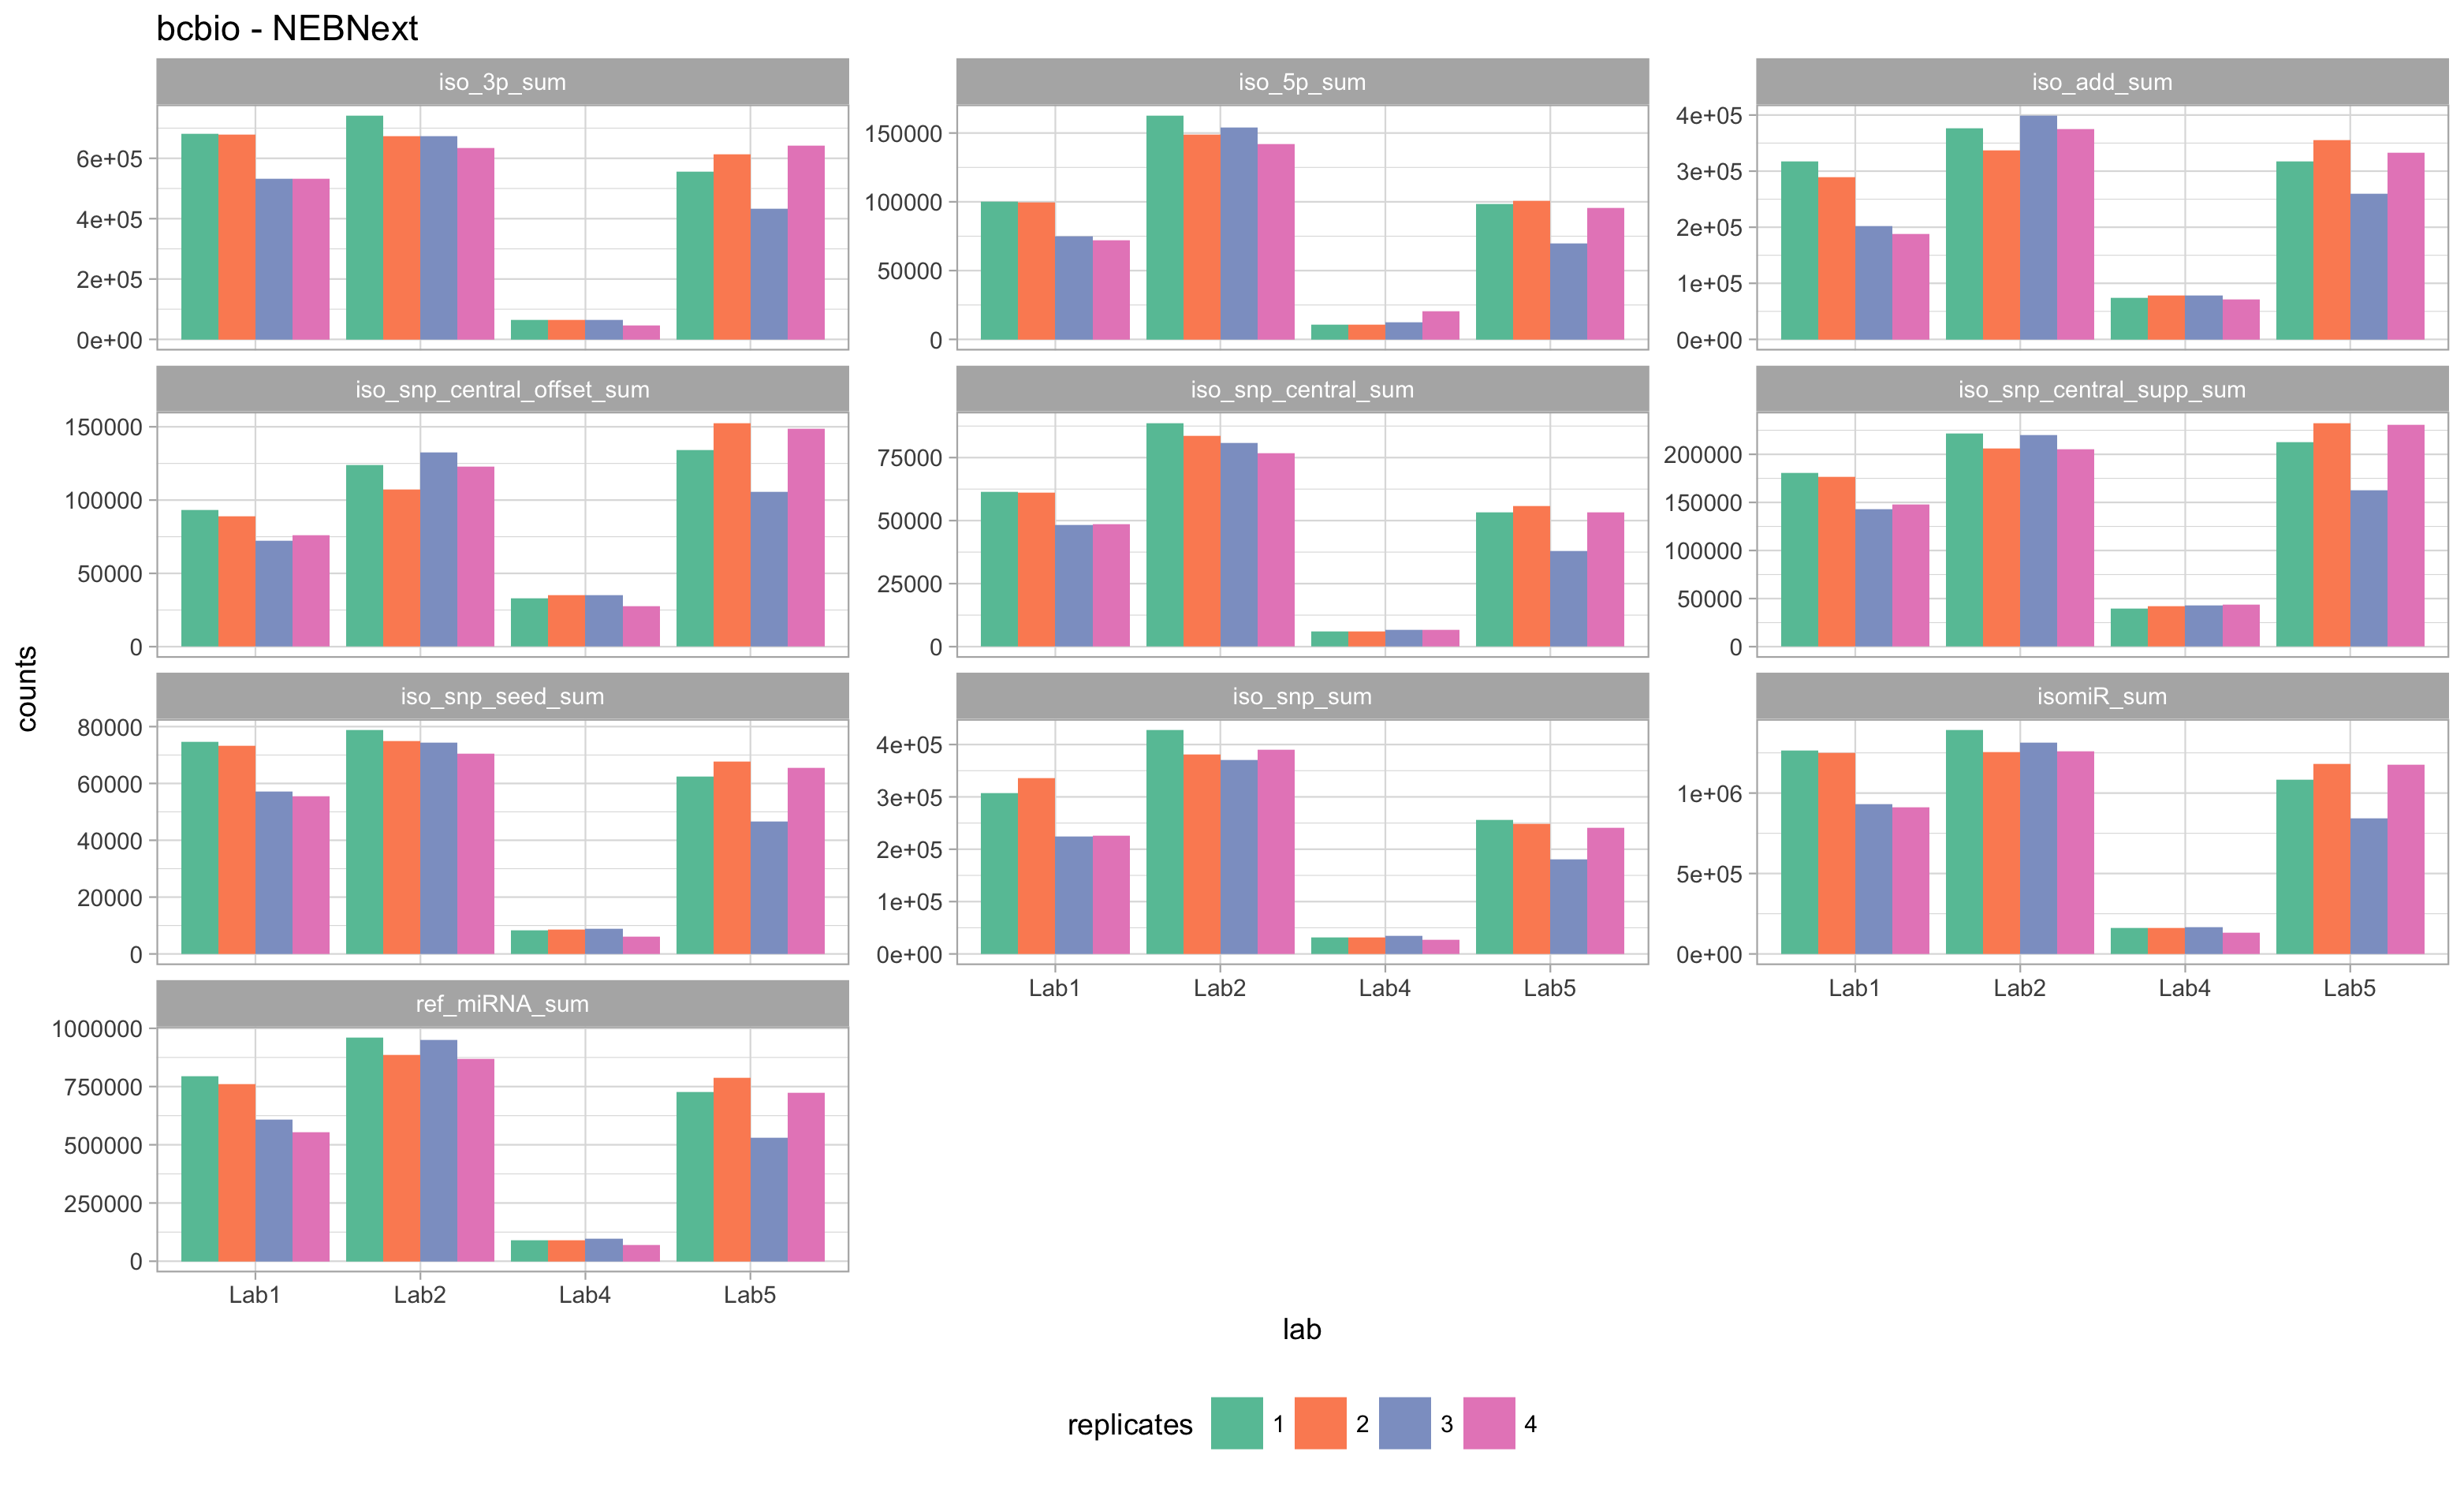 bcbio - NEBNext
counts
iso_3p_sum
6e+05
4e+05
2e+05
0e+00
iso_5p_sum
150000
100000
50000
0
iso_add_sum
4e+05
3e+05
2e+05
1e+05
0e+00
iso_snp_central_offset_sum
150000
100000
50000
0
iso_snp_central_sum
75000
50000
25000
0
iso_snp_central_supp_sum
200000
150000
100000
50000
0
iso_snp_seed_sum
80000
60000
40000
20000
0
iso_snp_sum
4e+05
3e+05
2e+05
1e+05
0e+00
Lab1 Lab2 Lab4 Lab5
isomiR_sum
1e+06
5e+05
0e+00
Lab1 Lab2 Lab4 Lab5
ref_miRNA_sum
1000000
750000
500000
250000
0
Lab1 Lab2 Lab4 Lab5
lab
replicates 1 2 3 4